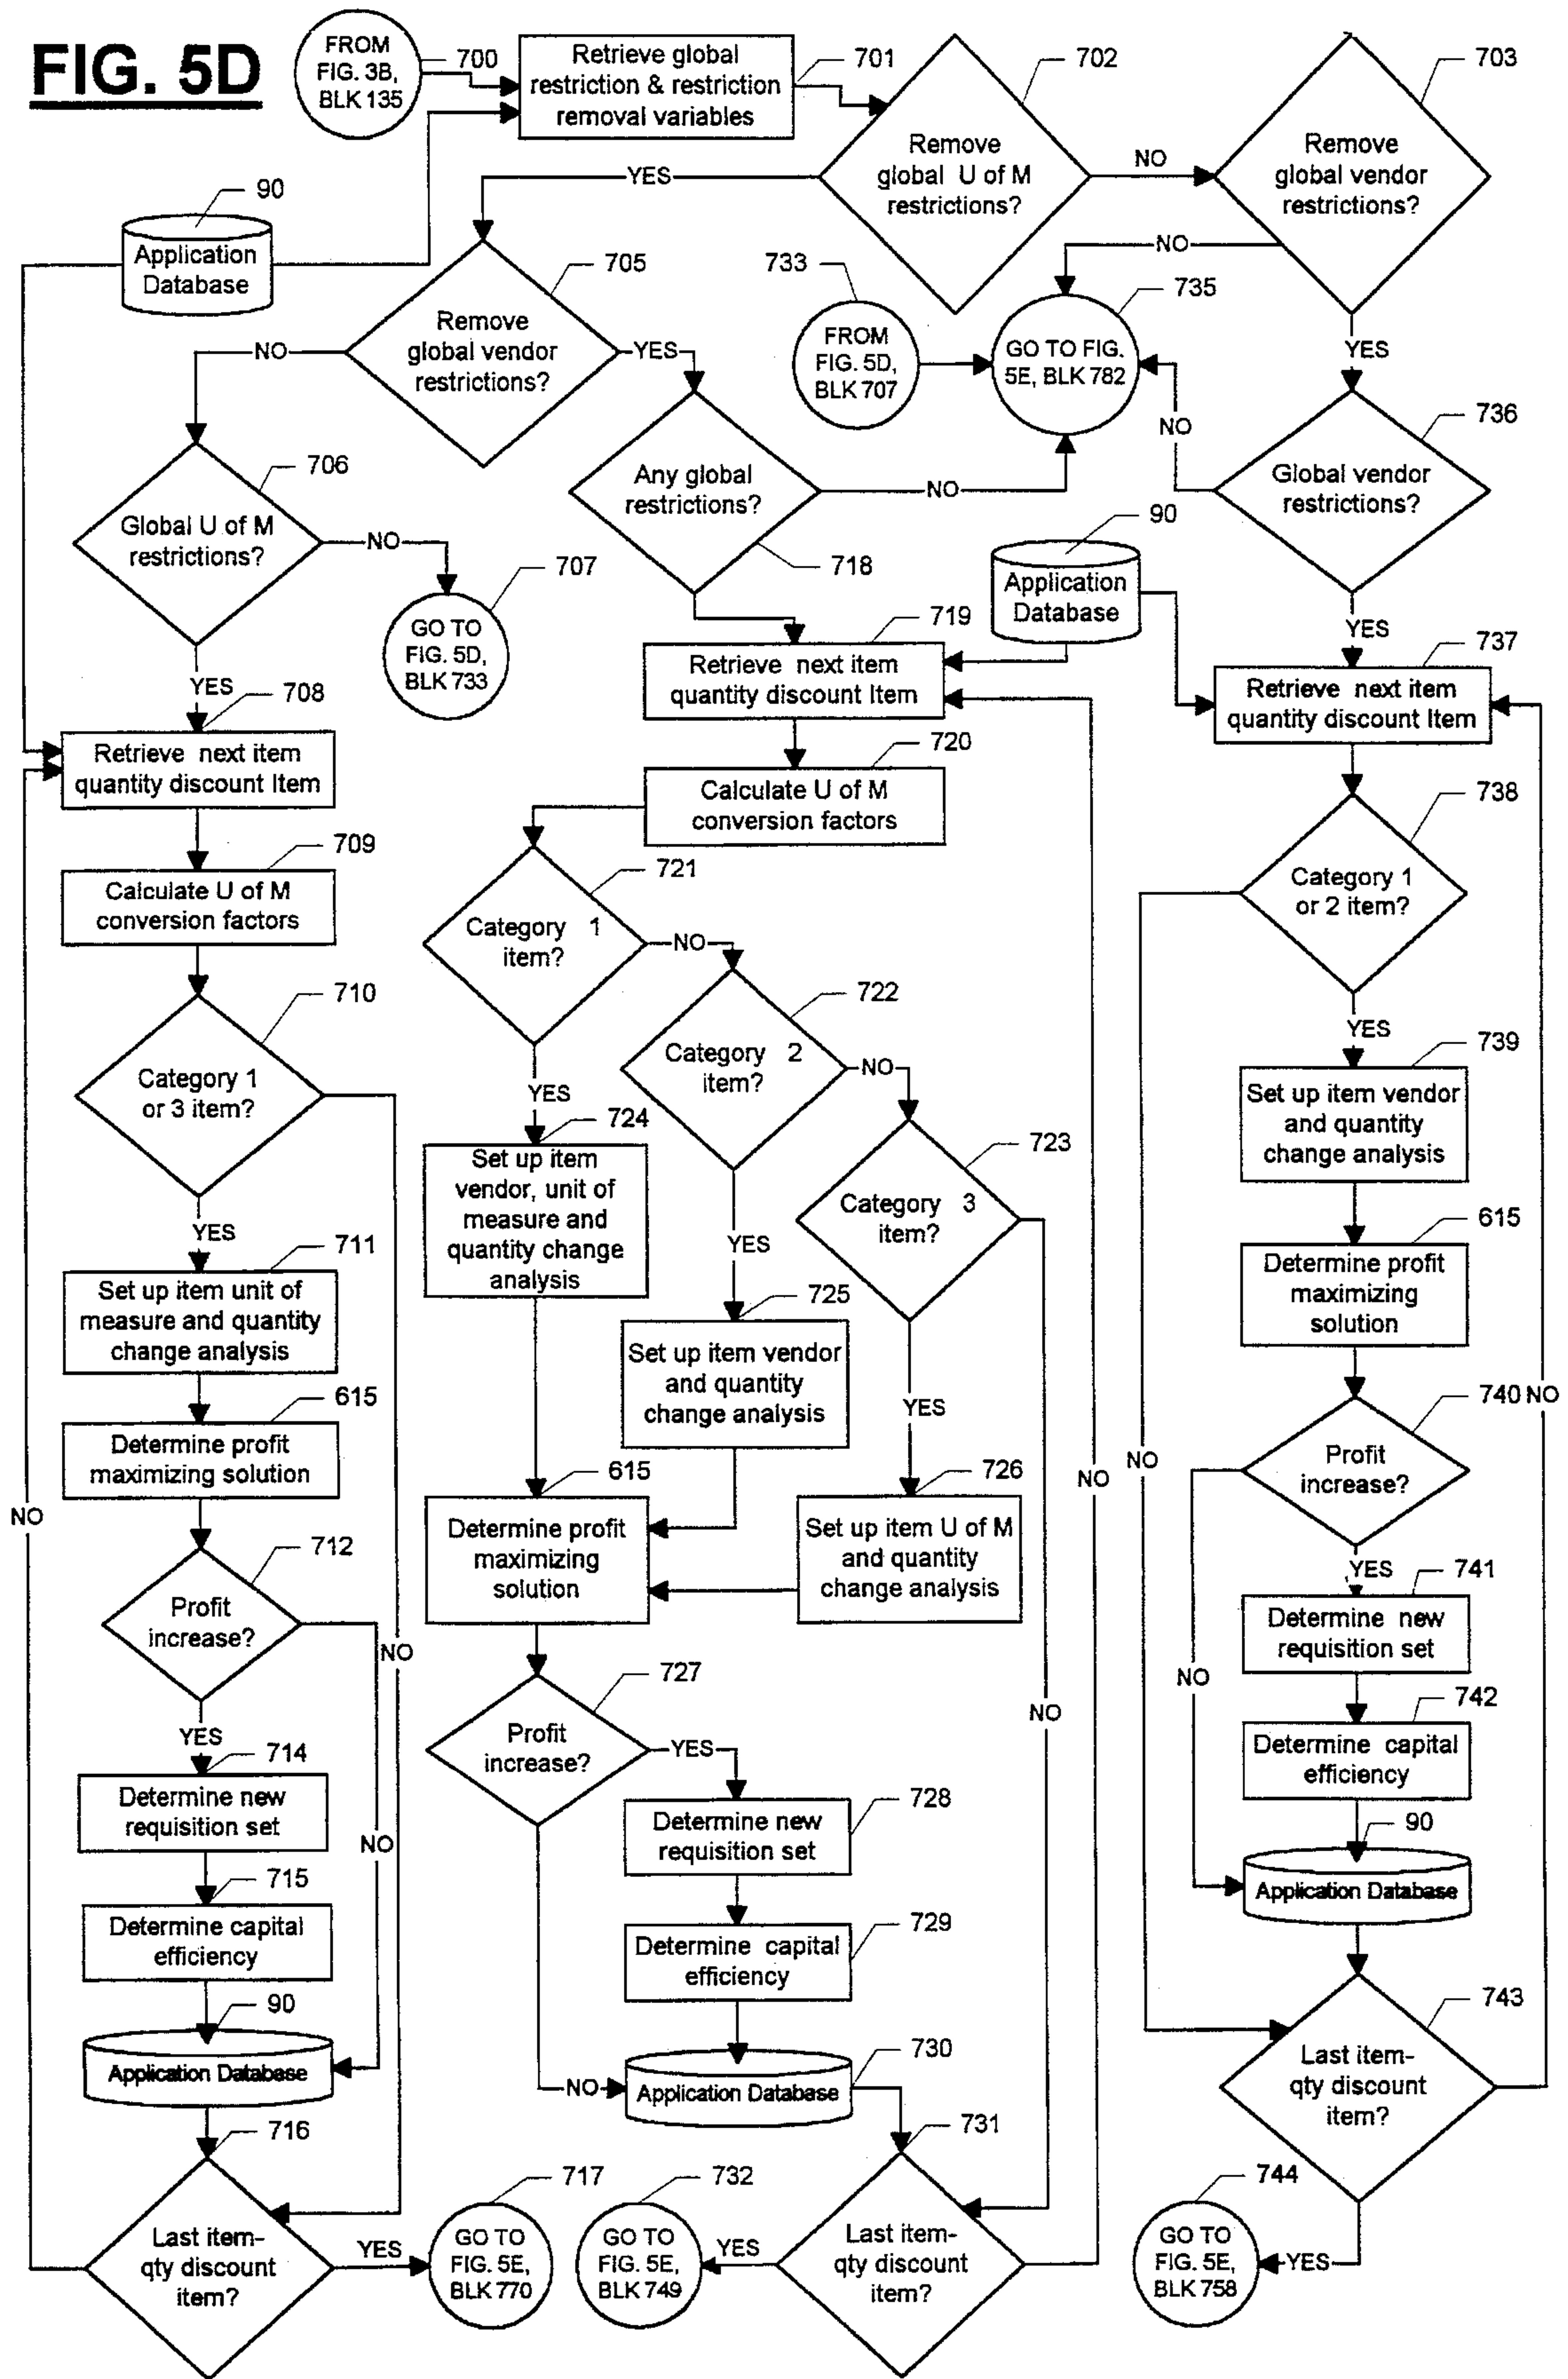 FIG. 5D
FROM
FIG. 3B,
BLK 135
700
Retrieve global
restriction & restriction
removal variables
701
702
703
Remove
global U of M
restrictions?
NO
Remove
global vendor
restrictions?
YES
90
Application
Database
705
Remove
global vendor
restrictions?
NO
YES
733
FROM
FIG. 5D,
BLK 707
NO
735
GO TO FIG.
5E, BLK 782
YES
NO
736
Global vendor
restrictions?
706
Global U of M
restrictions?
NO
707
GO TO
FIG. 5D,
BLK 733
Any global
restrictions?
NO
718
90
Application
Database
YES
YES
708
Retrieve next item
quantity discount Item
719
Retrieve next item
quantity discount Item
737
Retrieve next item
quantity discount Item
709
Calculate U of M
conversion factors
720
Calculate U of M
conversion factors
738
Category 1
or 2 item?
710
Category 1
or 3 item?
721
Category 1
item?
NO
722
Category 2
item?
NO
YES
YES
739
Set up item vendor
and quantity
change analysis
724
Set up item
vendor, unit of
measure and
quantity change
analysis
723
Category 3
item?
YES
711
Set up item unit of
measure and quantity
change analysis
YES
725
Set up item vendor
and quantity
change analysis
615
Determine profit
maximizing
solution
615
Determine profit
maximizing solution
YES
740
NO
Profit
increase?
NO
NO
NO
615
Determine profit
maximizing
solution
726
Set up item U of M
and quantity
change analysis
712
Profit
increase?
NO
YES
741
Determine new
requisition set
NO
727
Profit
increase?
YES
NO
742
Determine capital
efficiency
YES
714
Determine new
requisition set
NO
728
Determine new
requisition set
90
Application Database
715
Determine capital
efficiency
729
Determine capital
efficiency
90
Application Database
730
NO
Application Database
743
Last item-
qty discount
item?
716
Last item-
qty discount
item?
YES
717
GO TO
FIG. 5E,
BLK 770
732
GO TO
FIG. 5E,
BLK 749
YES
731
Last item-
qty discount
item?
744
GO TO
FIG. 5E,
BLK 758
YES